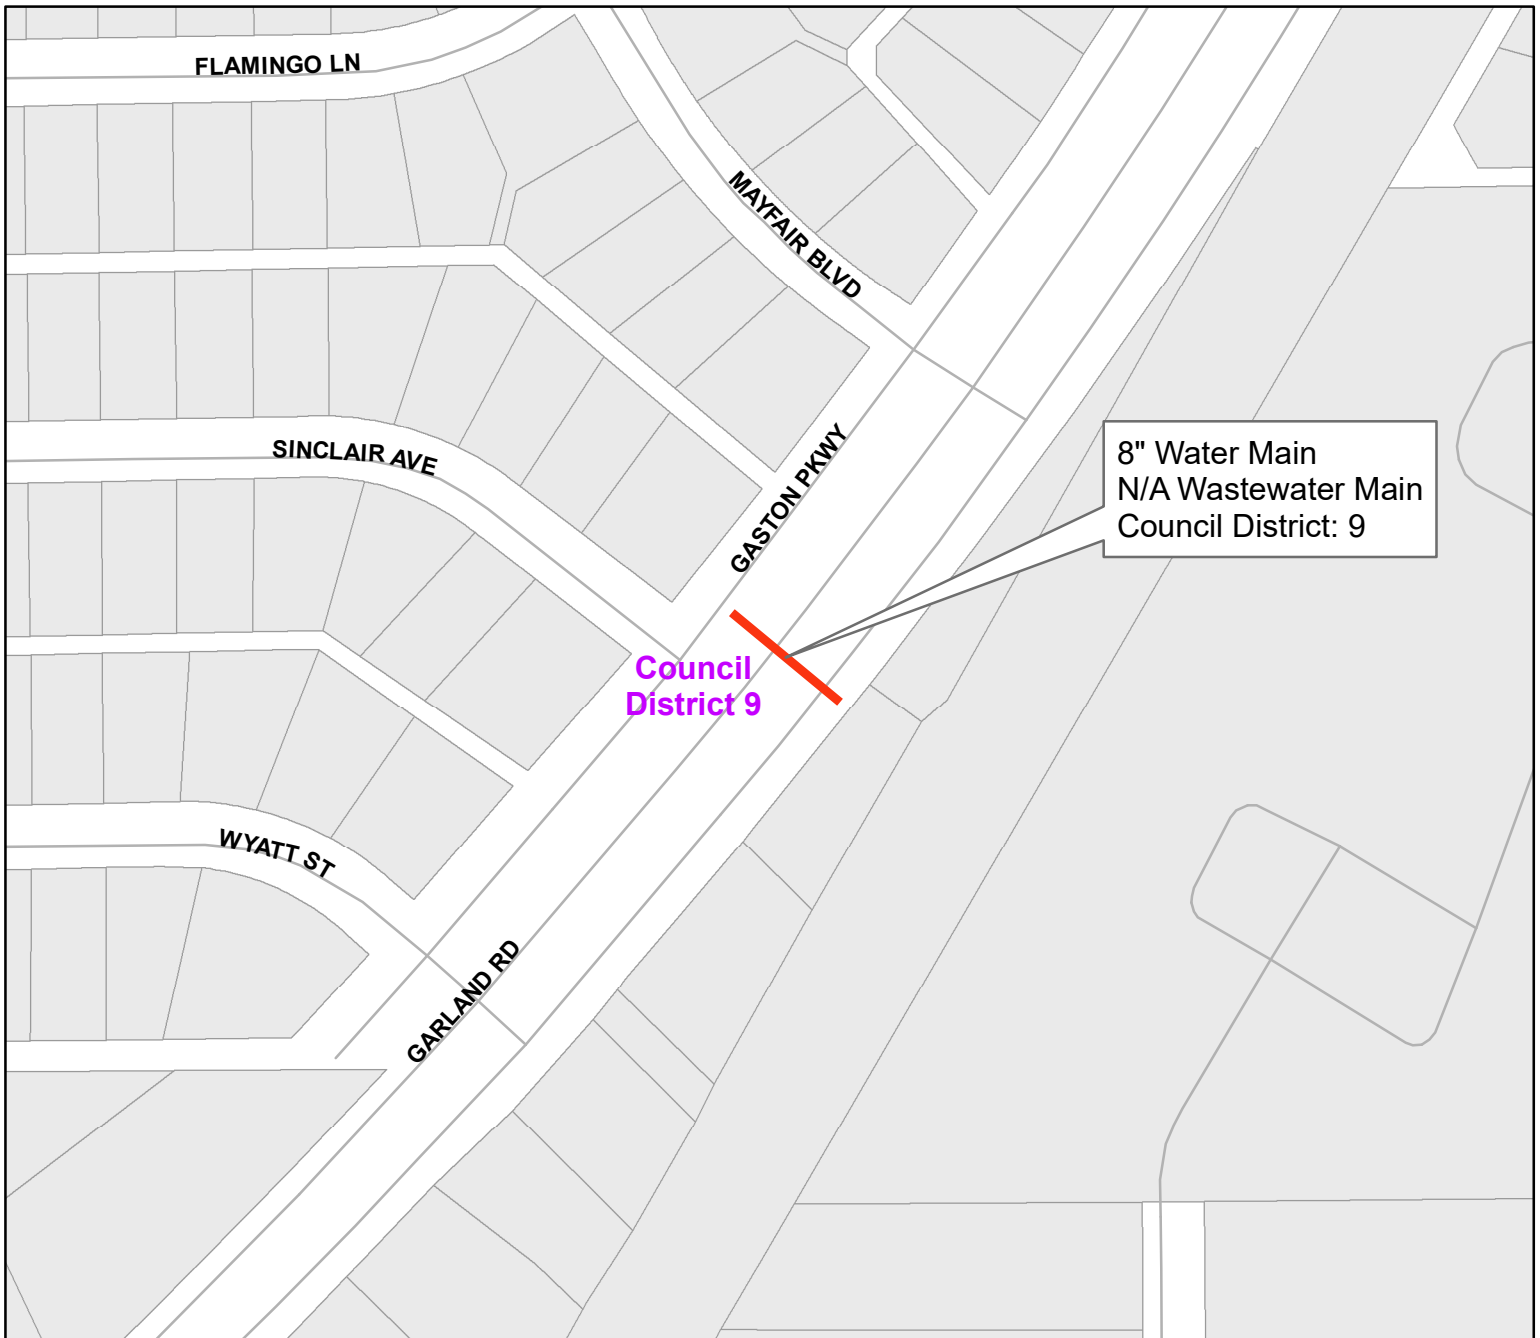 FLAMINGO LN
MAYFAIR BLVD
SINCLAIR AVE
GASTON PKWY
8" Water Main
N/A Wastewater Main
Council District: 9
Council
District 9
WYATT ST
GARLAND RD